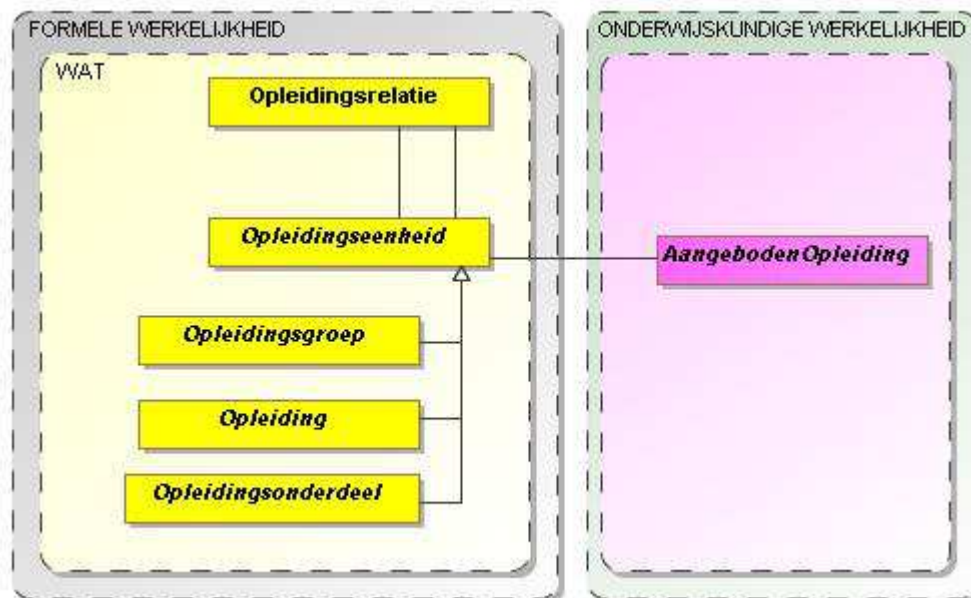 FORMELE WERKELIJKHEID
WAT
Opleidingsrelatie
Opleidingseenheid
Opleidingsgroep
Opleiding
Opleidingsonderdeel
ONDERWIJSKUNDIGE WERKELIJKHEID
AangebodenOpleiding